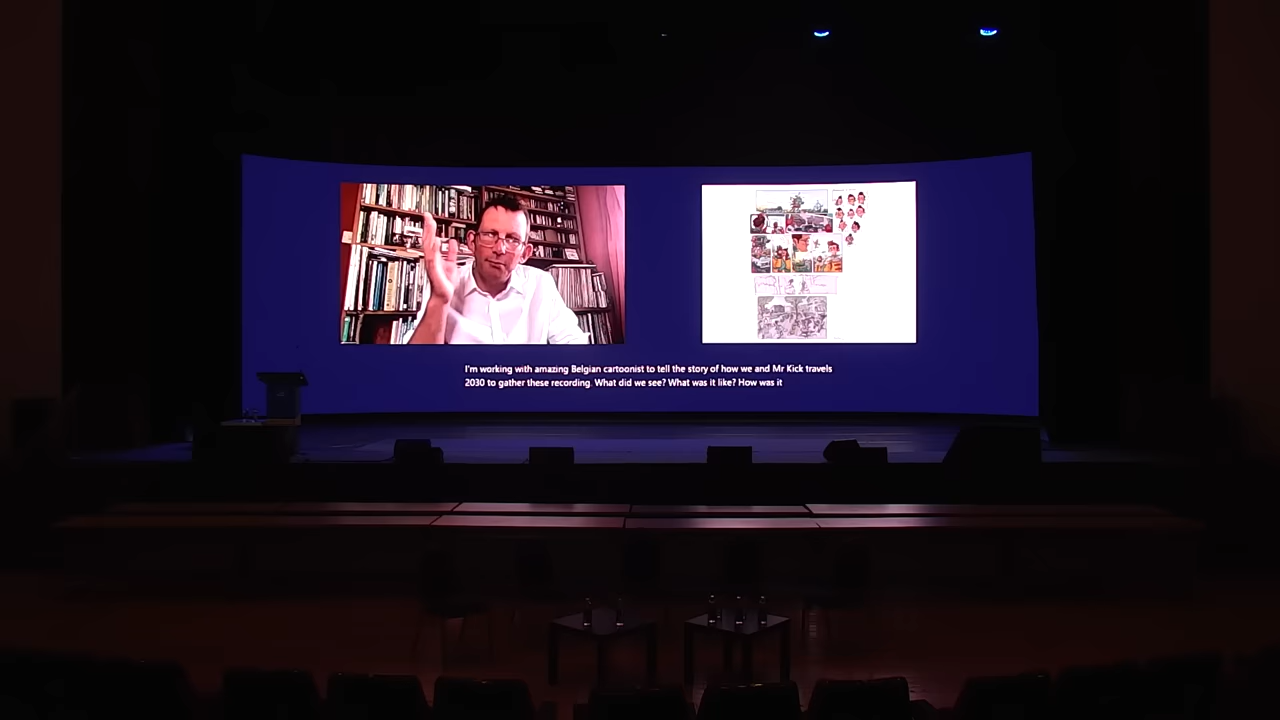 I'm working with amazing Belgian cartoonist to tell the story of how we and Mr Kick travels
2030 to gather these recording. What did we see? What was it like? How was it